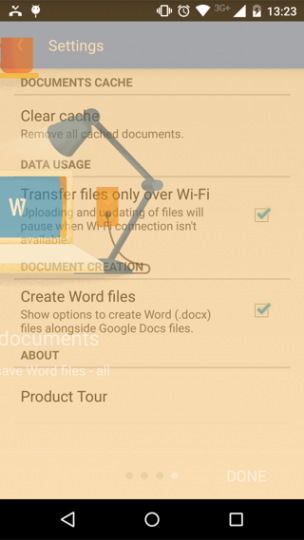 3G+ 13:23
Settings
DOCUMENTS CACHE
Clear cache
Remove all cached documents.
DATA USAGE
Transfer files only over Wi-Fi
Uploading and updating of files will
pause when Wi-Fi connection isn't
available.
W
DOCUMENT CREATION
Create Word files
Show options to create Word (.docx)
files alongside Google Docs files.
documents
ABOUT
save Word files - all
Product Tour
DONE